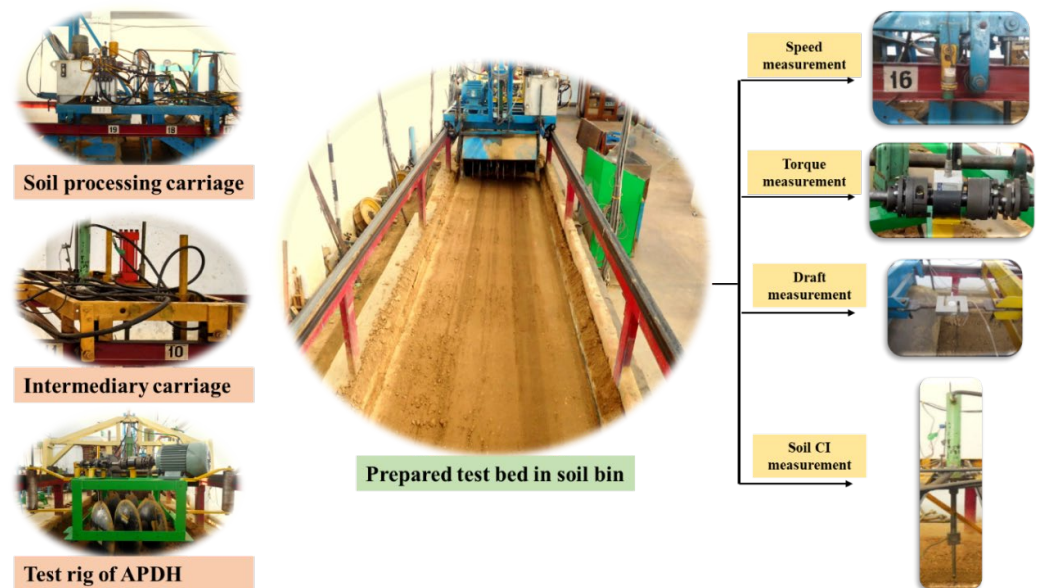 19
18
Soil processing carriage
10
Intermediary carriage
Test rig of APDH
Prepared test bed in soil bin
Speed
measurement
16
Torque
measurement
Draft
measurement
Soil CI
measurement